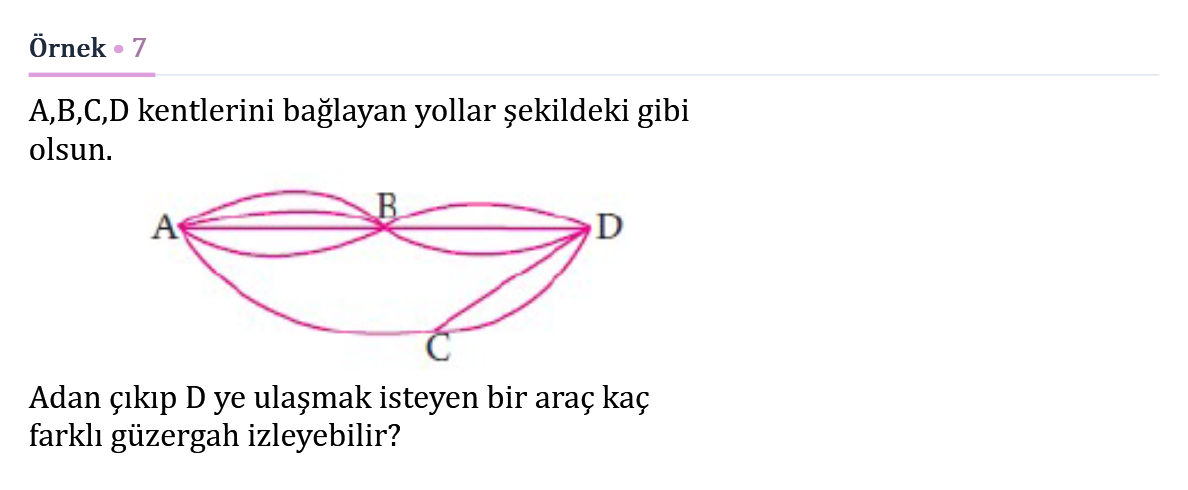 Örnek • 7
A,B,C,D kentlerini bağlayan yollar şekildeki gibi
olsun.
B
A
D
C
Adan çıkıp D ye ulaşmak isteyen bir araç kaç
farklı güzergah izleyebilir?